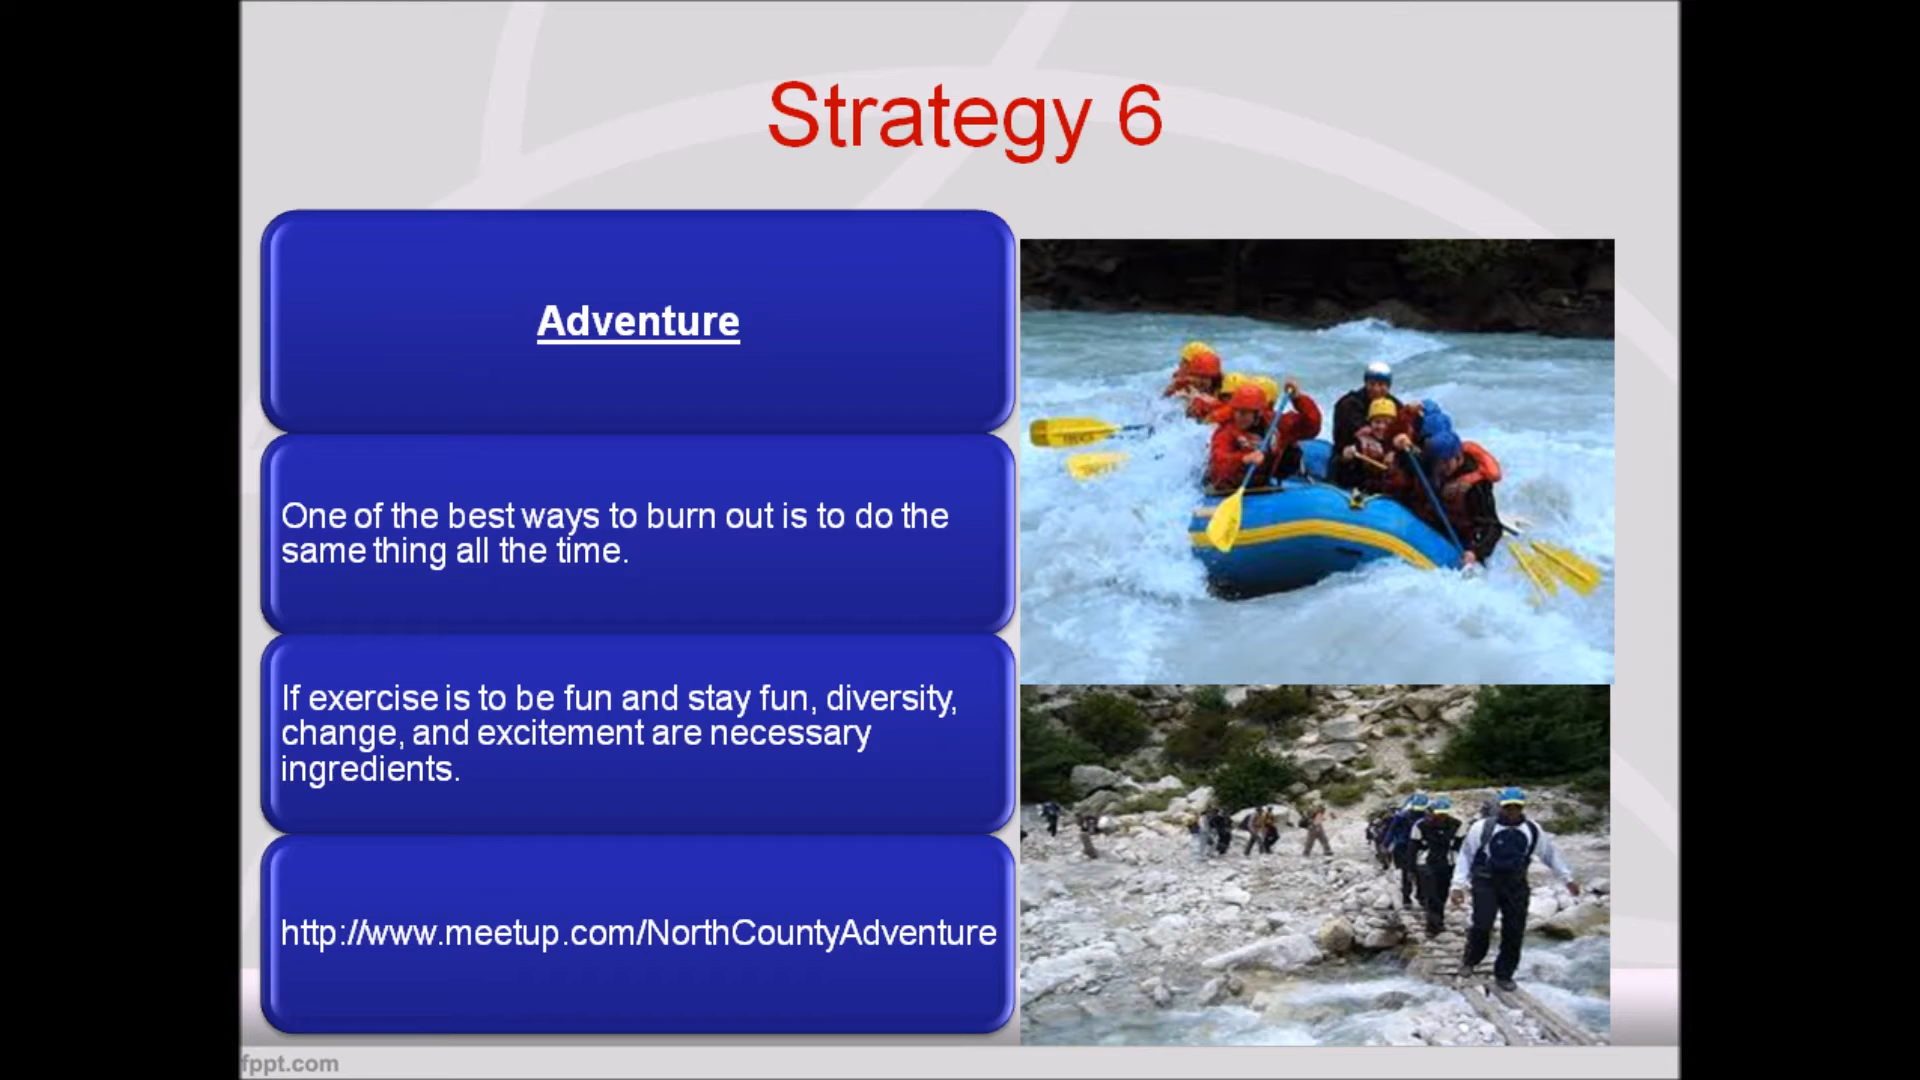 Strategy 6
Adventure
One of the best ways to burn out is to do the
same thing all the time.
If exercise is to be fun and stay fun, diversity,
change, and excitement are necessary
ingredients.
http://www.meetup.com/NorthCountyAdventure
fppt.com